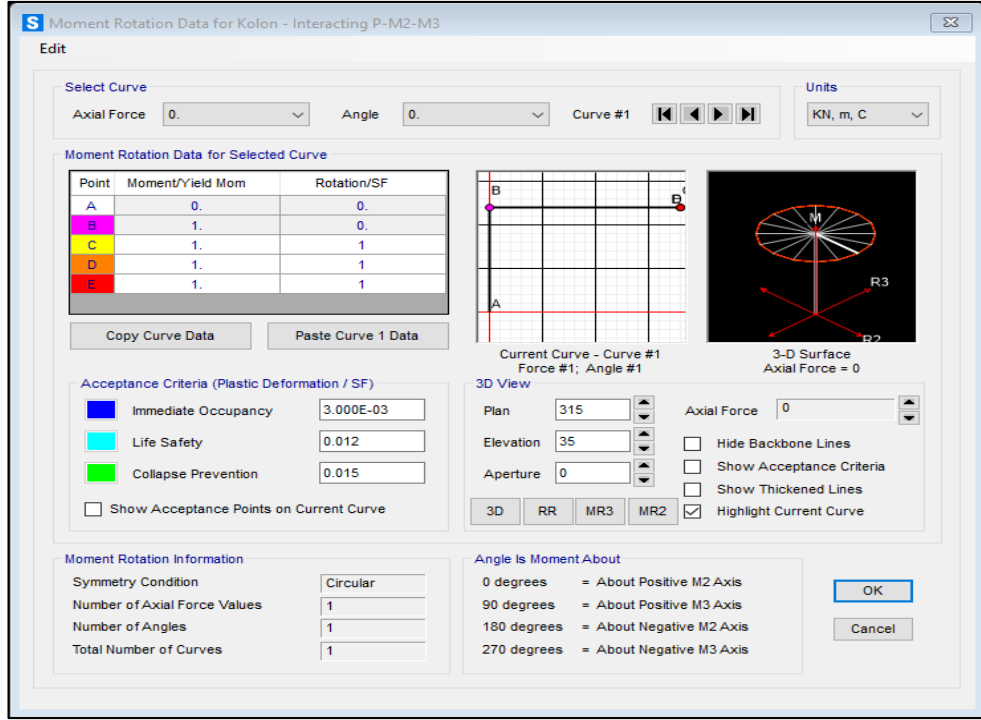 S Moment Rotation Data for Kolon - Interacting P-M2-M3
Edit
Select Curve
Axial Force 0. Angle 0. Curve #1
Units
KN, m, C
Moment Rotation Data for Selected Curve
Point Moment/Yield Mom Rotation/SF
A 0. 0.
B 1. 0.
C 1. 1
D 1. 1
E 1. 1
Copy Curve Data Paste Curve 1 Data
B
A
Current Curve - Curve #1
Force #1; Angle #1
M
R3
R2
3-D Surface
Axial Force = 0
Acceptance Criteria (Plastic Deformation / SF)
Immediate Occupancy 3.000E-03
Life Safety 0.012
Collapse Prevention 0.015
Show Acceptance Points on Current Curve
3D View
Plan 315
Elevation 35
Aperture 0
3D RR MR3 MR2
Axial Force 0
Hide Backbone Lines
Show Acceptance Criteria
Show Thickened Lines
Highlight Current Curve
Moment Rotation Information
Symmetry Condition Circular
Number of Axial Force Values 1
Number of Angles 1
Total Number of Curves 1
Angle Is Moment About
0 degrees = About Positive M2 Axis
90 degrees = About Positive M3 Axis
180 degrees = About Negative M2 Axis
270 degrees = About Negative M3 Axis
OK
Cancel